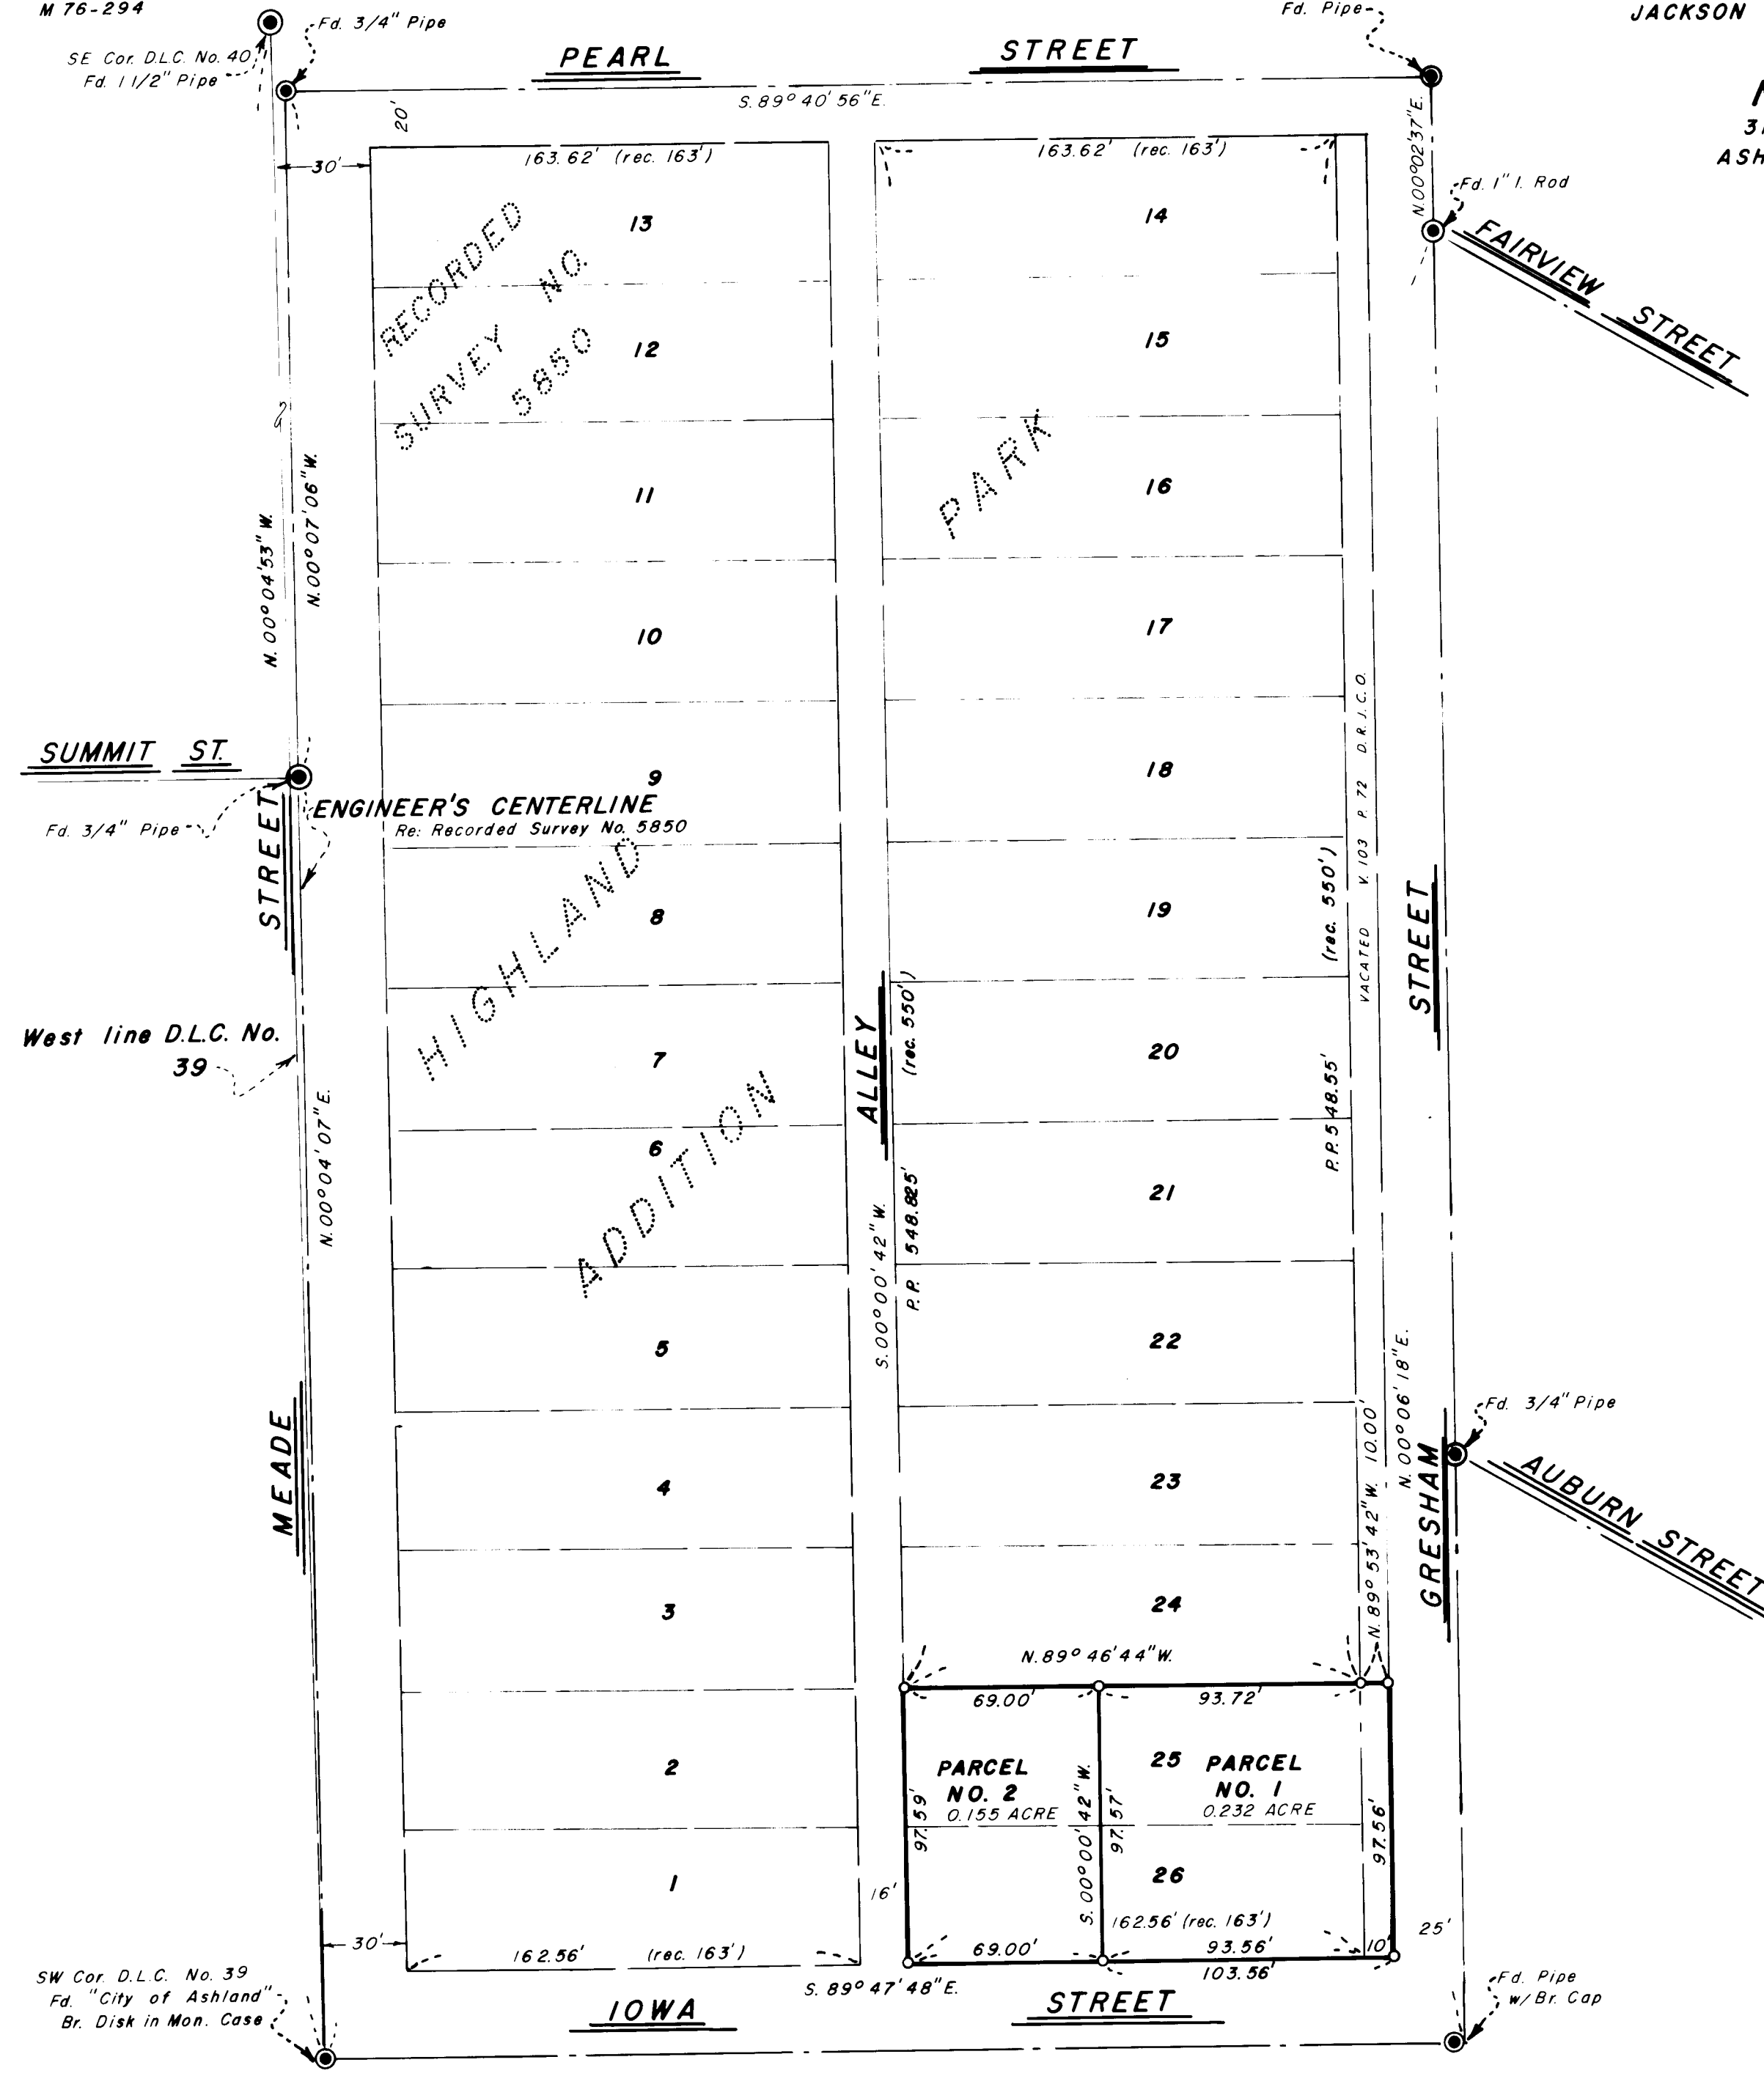 M 76-294
Fd. 3/4" Pipe
SE Cor. D.L.C. No. 40
Fd. 1 1/2" Pipe
PEARL STREET
Fd. Pipe
JACKSON
S. 89° 40' 56" E.
20'
30'
163.62' (rec. 163')
163.62' (rec. 163')
N. 00° 02' 37" E.
31
ASH
Fd. 1" I. Rod
FAIRVIEW STREET
RECORDED
SURVEY NO.
5850
13
12
11
10
9
8
7
6
5
4
3
2
1
14
15
16
17
18
19
20
21
22
23
24
25
26
PARK
HIGHLAND
ADDITION
N. 00° 04' 53" W.
N. 00° 07' 06" W.
SUMMIT ST.
Fd. 3/4" Pipe
ENGINEER'S CENTERLINE
Re: Recorded Survey No. 5850
MEADE STREET
West line D.L.C. No.
39
N. 00° 04' 07" E.
ALLEY
(rec. 550')
S. 00° 00' 42" W.
P.P. 548.825'
(rec. 550')
P.P. 548.55'
VACATED V. 103 P. 72 D.R.J.C.O.
GRESHAM STREET
N. 00° 06' 18" E.
N. 89° 53' 42" W. 10.00'
Fd. 3/4" Pipe
AUBURN STREET
N. 89° 46' 44" W.
69.00'
93.72'
PARCEL
NO. 2
0.155 ACRE
PARCEL
NO. 1
0.232 ACRE
97.59'
S. 00° 00' 42" W.
97.57'
97.56'
16'
162.56' (rec. 163')
69.00'
93.56'
10'
103.56'
25'
30'
162.56' (rec. 163')
S. 89° 47' 48" E.
SW Cor. D.L.C. No. 39
Fd. "City of Ashland"
Br. Disk in Mon. Case
IOWA STREET
Fd. Pipe
w/ Br. Cap